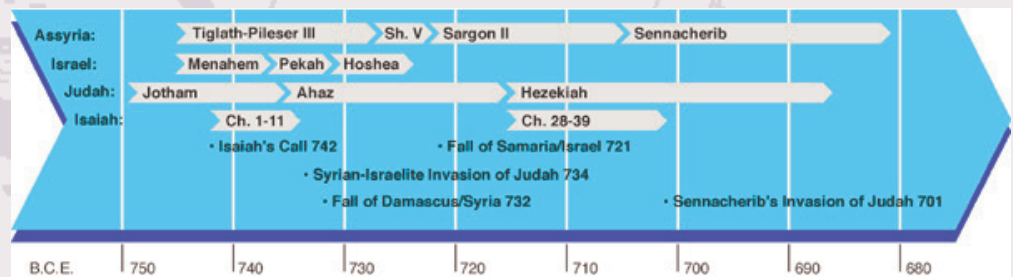 Assyria: Tiglath-Pileser III Sh. V Sargon II Sennacherib
Israel: Menahem Pekah Hoshea
Judah: Jotham Ahaz Hezekiah
Isaiah: Ch. 1-11 Ch. 28-39
• Isaiah's Call 742 • Fall of Samaria/Israel 721
• Syrian-Israelite Invasion of Judah 734
• Fall of Damascus/Syria 732 • Sennacherib's Invasion of Judah 701
B.C.E. 750 740 730 720 710 700 690 680